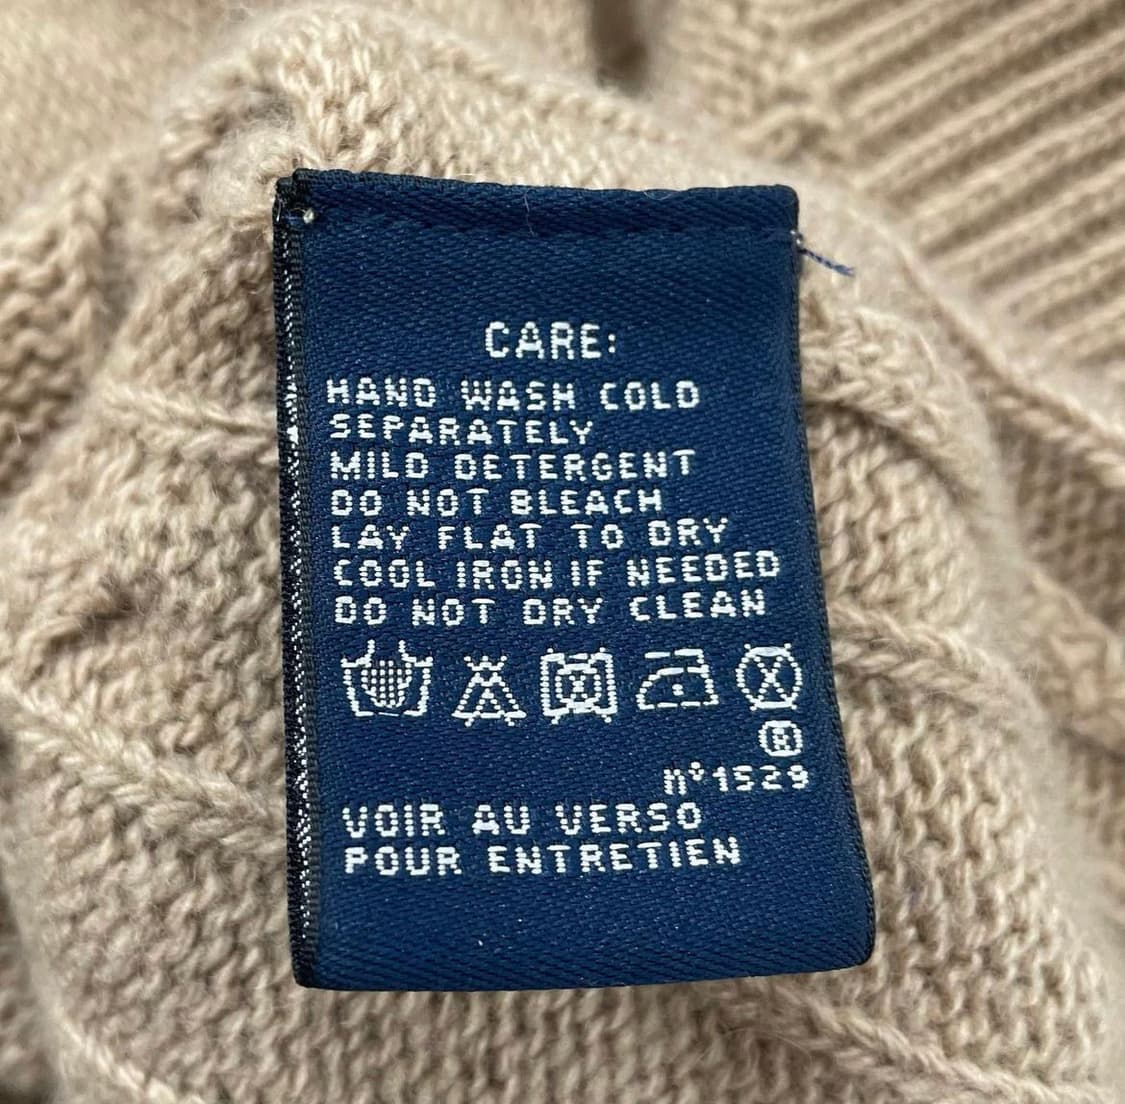 CARE:
HAND WASH COLD
SEPARATELY
MILD DETERGENT
DO NOT BLEACH
LAY FLAT TO DRY
COOL IRON IF NEEDED
DO NOT DRY CLEAN
®
n°1529
VOIR AU VERSO
POUR ENTRETIEN